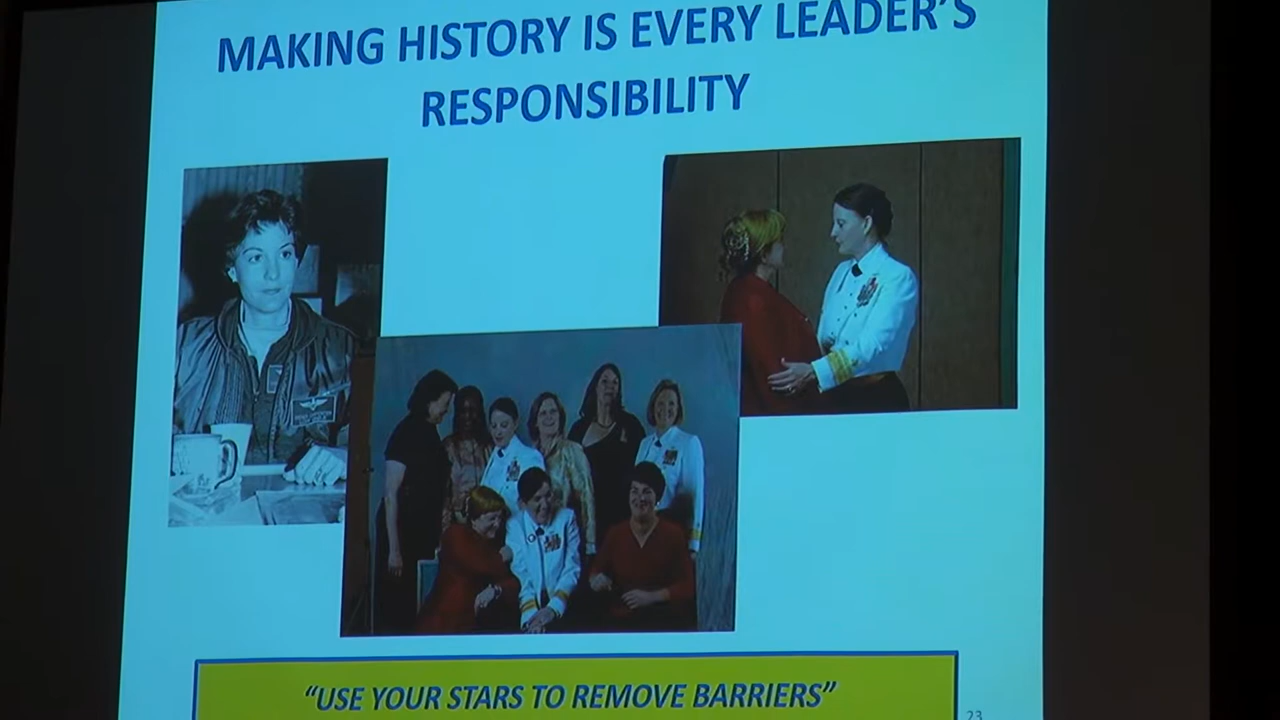 MAKING HISTORY IS EVERY LEADER'S
RESPONSIBILITY
"USE YOUR STARS TO REMOVE BARRIERS"
23